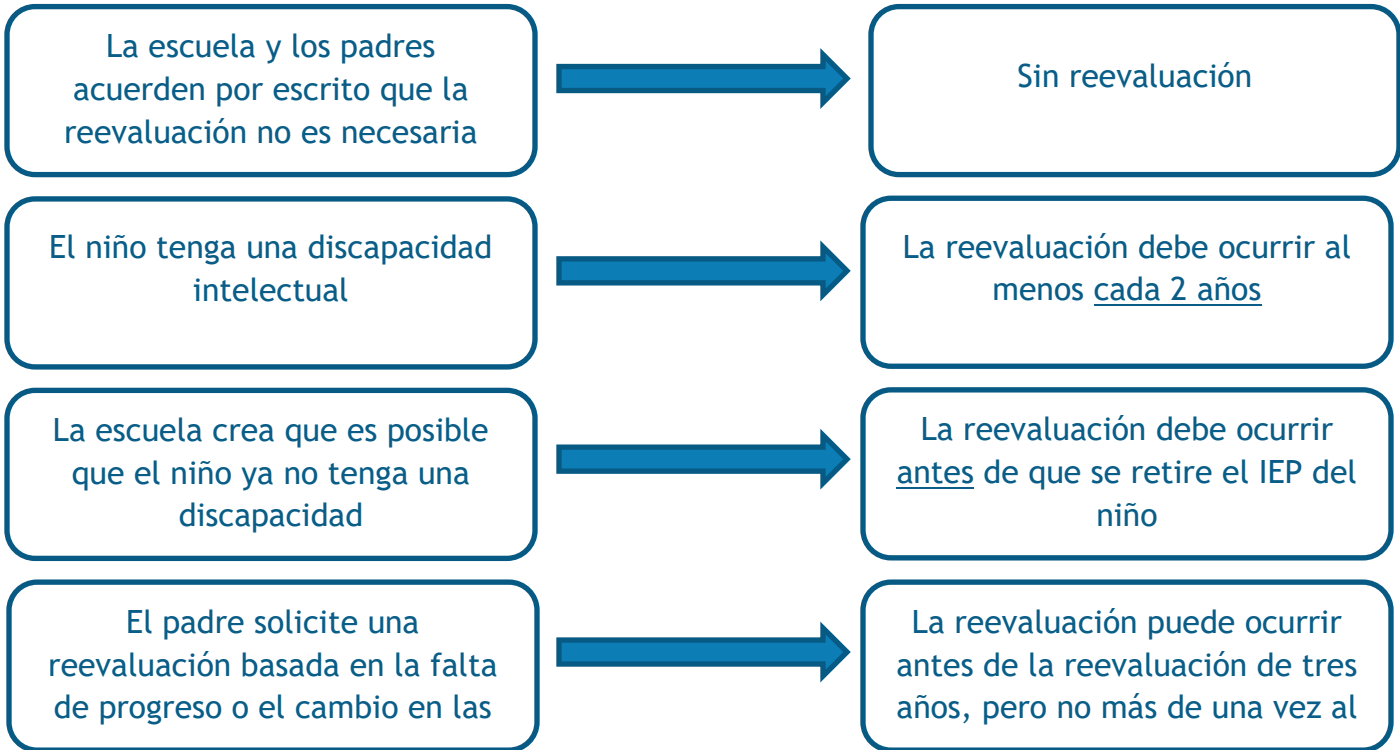 La escuela y los padres
acuerden por escrito que la
reevaluación no es necesaria
Sin reevaluación
El niño tenga una discapacidad
intelectual
La reevaluación debe ocurrir al
menos cada 2 años
La escuela crea que es posible
que el niño ya no tenga una
discapacidad
La reevaluación debe ocurrir
antes de que se retire el IEP del
niño
El padre solicite una
reevaluación basada en la falta
de progreso o el cambio en las
La reevaluación puede ocurrir
antes de la reevaluación de tres
años, pero no más de una vez al